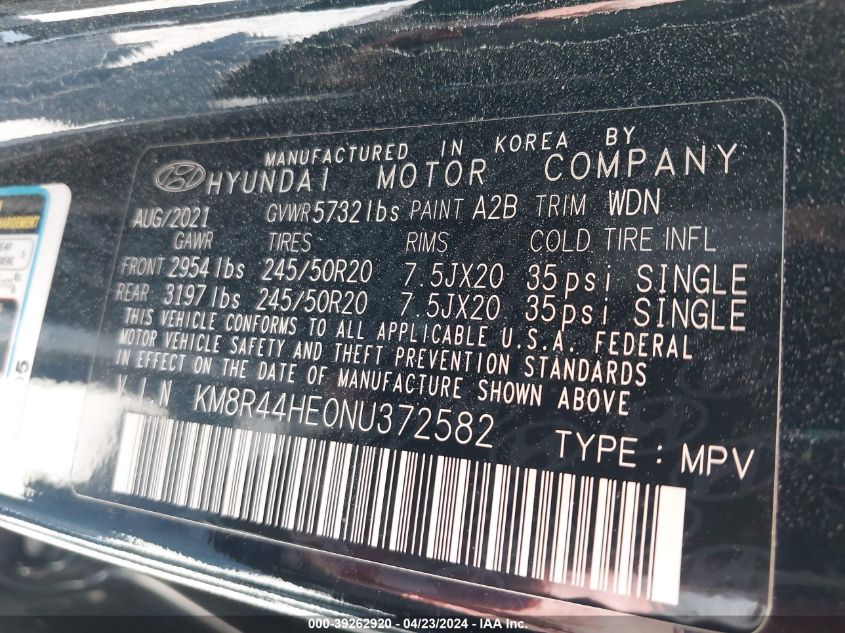 MANUFACTURED IN KOREA BY
HYUNDAI MOTOR COMPANY
AUG/2021 GVWR 5732lbs PAINT A2B TRIM WDN
GAWR TIRES RIMS COLD TIRE INFL
FRONT 2954 lbs 245/50R20 7.5JX20 35psi SINGLE
REAR 3197 lbs 245/50R20 7.5JX20 35psi SINGLE
THIS VEHICLE CONFORMS TO ALL APPLICABLE U.S.A. FEDERAL
MOTOR VEHICLE SAFETY AND THEFT PREVENTION STANDARDS
IN EFFECT ON THE DATE OF MANUFACTURE SHOWN ABOVE
VIN KM8R44HE0NU372582 TYPE : MPV
000-39262920 - 04/23/2024 - IAA Inc.